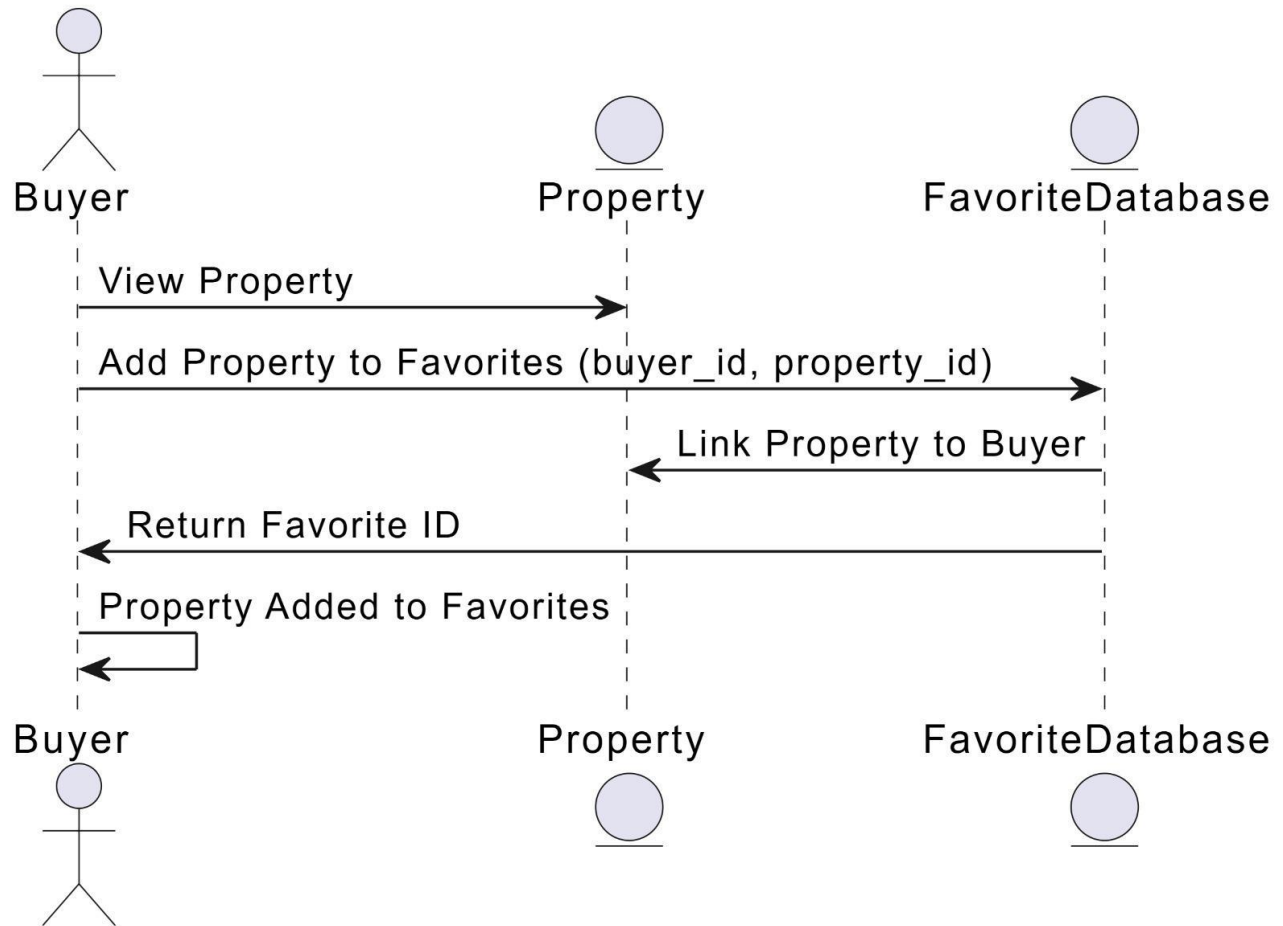 Buyer
Property
FavoriteDatabase
View Property
Add Property to Favorites (buyer_id, property_id)
Link Property to Buyer
Return Favorite ID
Property Added to Favorites
Buyer
Property
FavoriteDatabase